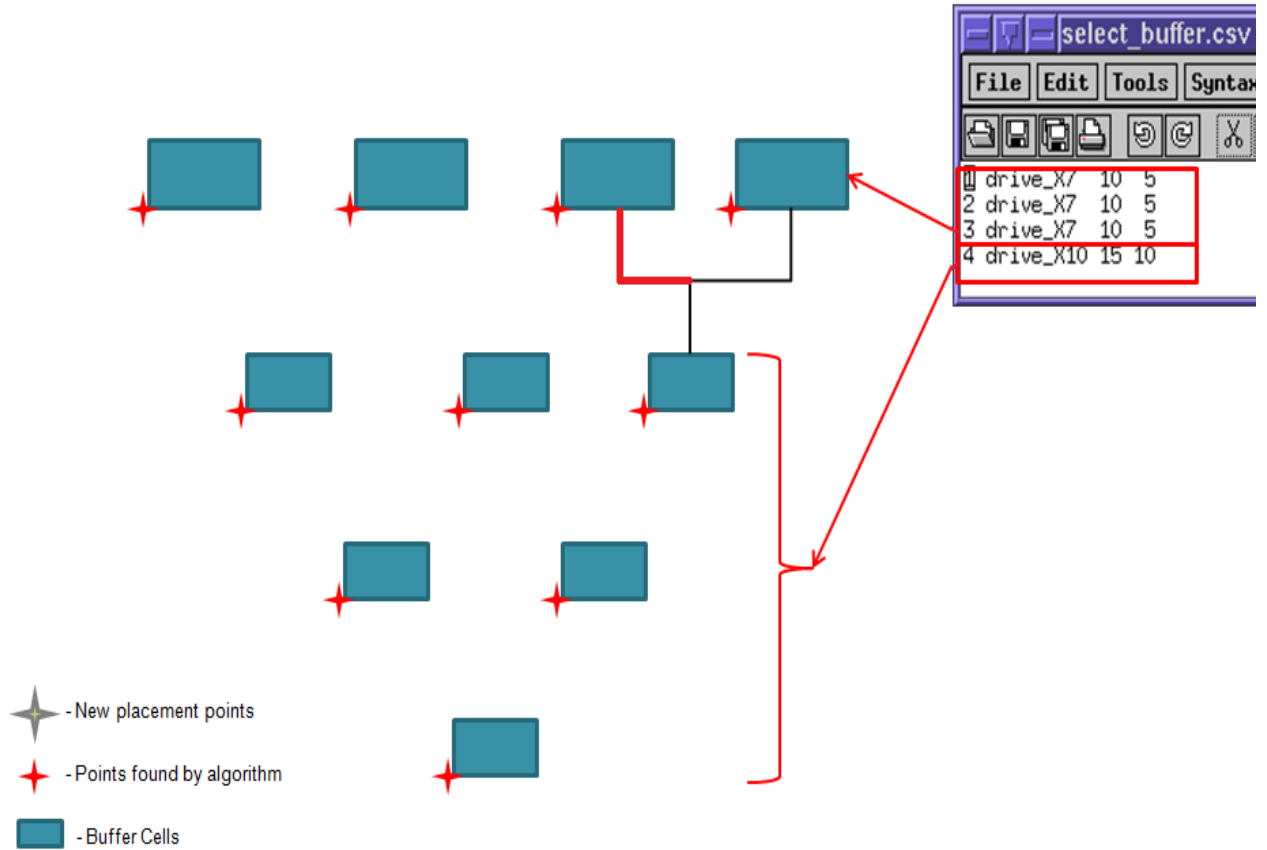 select_buffer.csv
File Edit Tools Syntax
1 drive_X7 10 5
2 drive_X7 10 5
3 drive_X7 10 5
4 drive_X10 15 10
- New placement points
- Points found by algorithm
- Buffer Cells